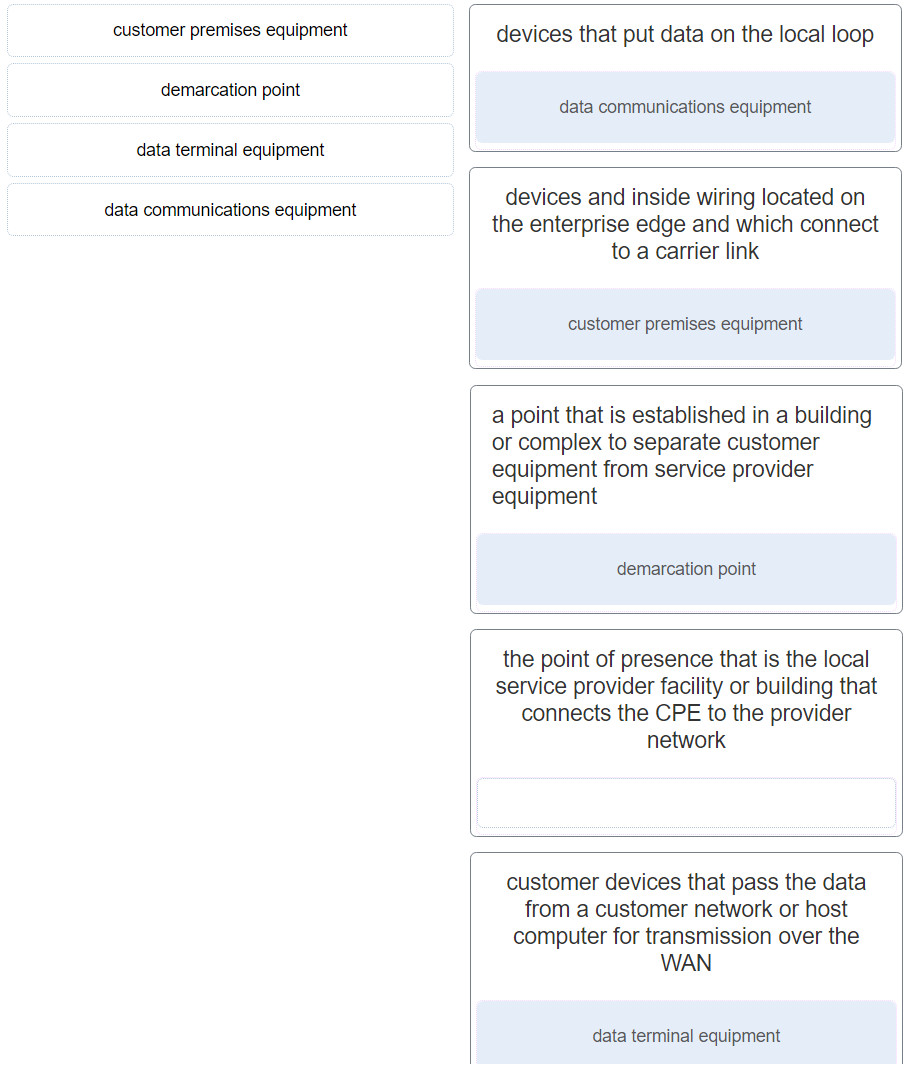 customer premises equipment
demarcation point
data terminal equipment
data communications equipment
devices that put data on the local loop
data communications equipment
devices and inside wiring located on
the enterprise edge and which connect
to a carrier link
customer premises equipment
a point that is established in a building
or complex to separate customer
equipment from service provider
equipment
demarcation point
the point of presence that is the local
service provider facility or building that
connects the CPE to the provider
network
customer devices that pass the data
from a customer network or host
computer for transmission over the
WAN
data terminal equipment